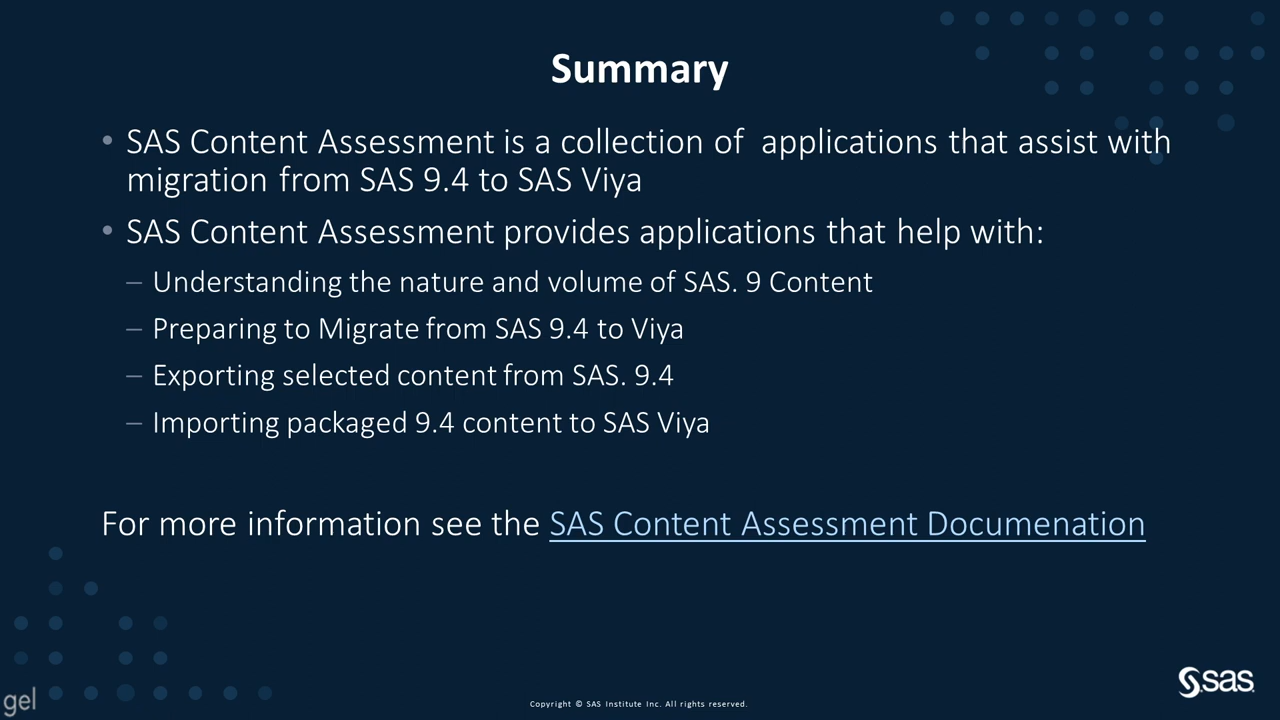 Summary
• SAS Content Assessment is a collection of  applications that assist with
migration from SAS 9.4 to SAS Viya
• SAS Content Assessment provides applications that help with:
– Understanding the nature and volume of SAS. 9 Content
– Preparing to Migrate from SAS 9.4 to Viya
– Exporting selected content from SAS. 9.4
– Importing packaged 9.4 content to SAS Viya
For more information see the SAS Content Assessment Documenation
gel
Copyright © SAS Institute Inc. All rights reserved.
sas